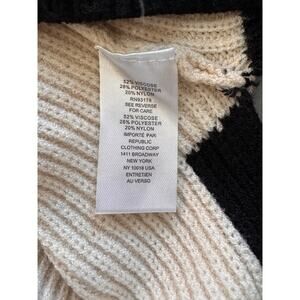 52% VISCOSE
28% POLYESTER
20% NYLON
RN93178
SEE REVERSE
FOR CARE
52% VISCOSE
28% POLYESTER
20% NYLON
IMPORTÉ PAR
REPUBLIC
CLOTHING CORP
1411 BROADWAY
NEW YORK
NY 10018 USA
ENTRETIEN
AU VERSO